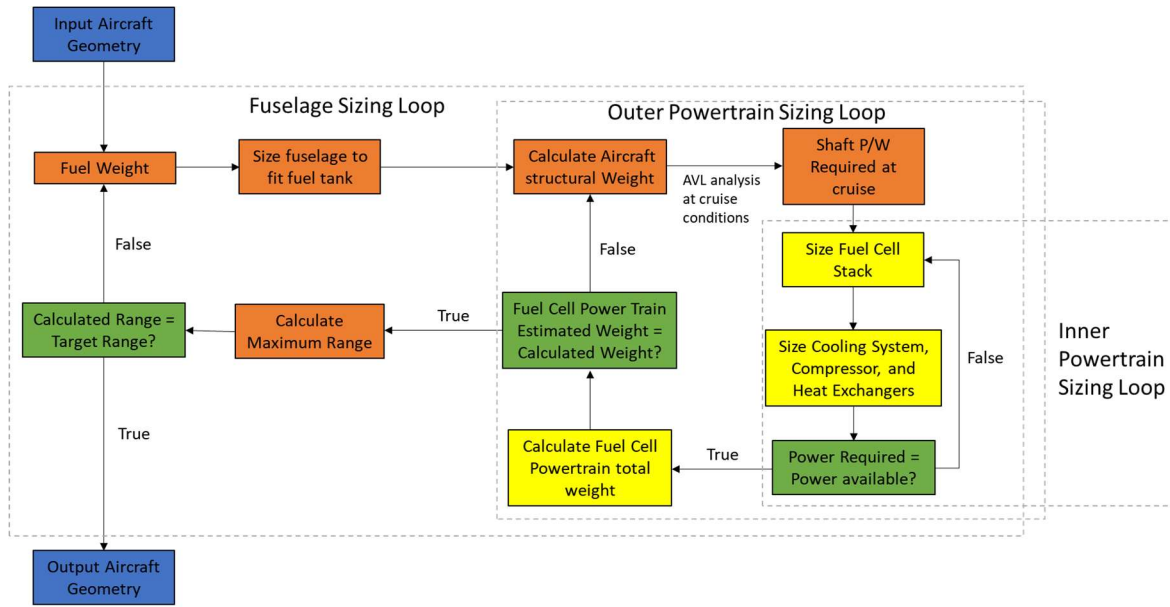 Input Aircraft
Geometry
Fuselage Sizing Loop
Outer Powertrain Sizing Loop
Fuel Weight
Size fuselage to
fit fuel tank
Calculate Aircraft
structural Weight
AVL analysis
at cruise
conditions
Shaft P/W
Required at
cruise
False
False
Size Fuel Cell
Stack
Calculated Range =
Target Range?
Calculate
Maximum Range
True
Fuel Cell Power Train
Estimated Weight =
Calculated Weight?
Size Cooling System,
Compressor, and
Heat Exchangers
False
Inner
Powertrain
Sizing Loop
True
Calculate Fuel Cell
Powertrain total
weight
True
Power Required =
Power available?
Output Aircraft
Geometry